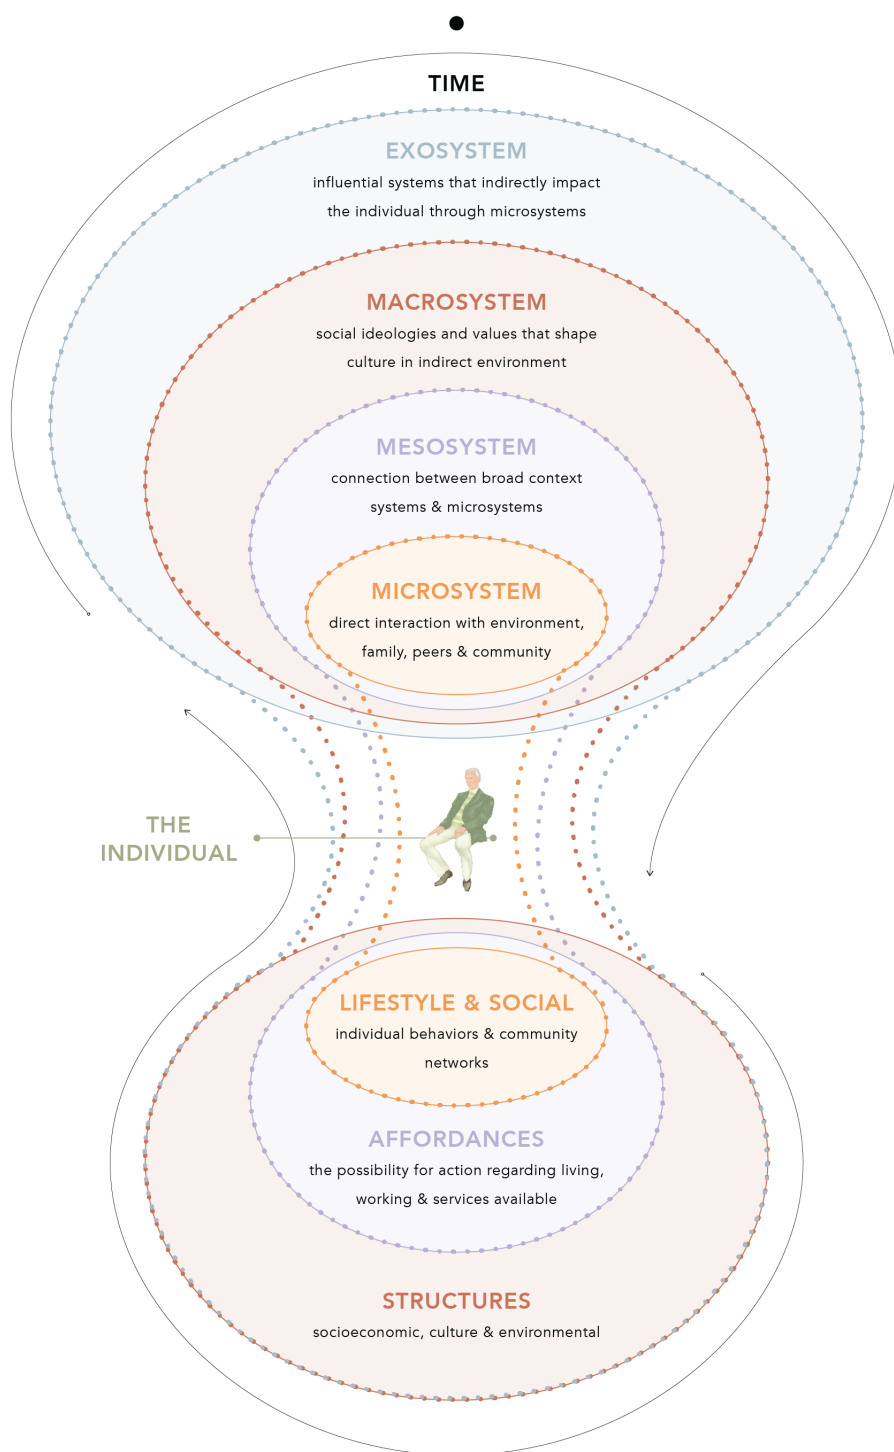 TIME
EXOSYSTEM
influential systems that indirectly impact
the individual through microsystems
MACROSYSTEM
social ideologies and values that shape
culture in indirect environment
MESOSYSTEM
connection between broad context
systems & microsystems
MICROSYSTEM
direct interaction with environment,
family, peers & community
THE
INDIVIDUAL
LIFESTYLE & SOCIAL
individual behaviors & community
networks
AFFORDANCES
the possibility for action regarding living,
working & services available
STRUCTURES
socioeconomic, culture & environmental